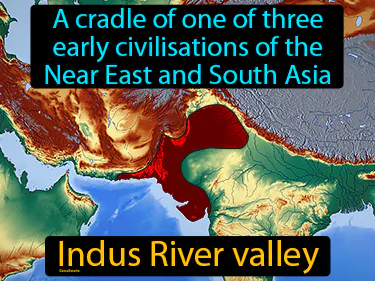 A cradle of one of three
early civilisations of the
Near East and South Asia
Indus River valley